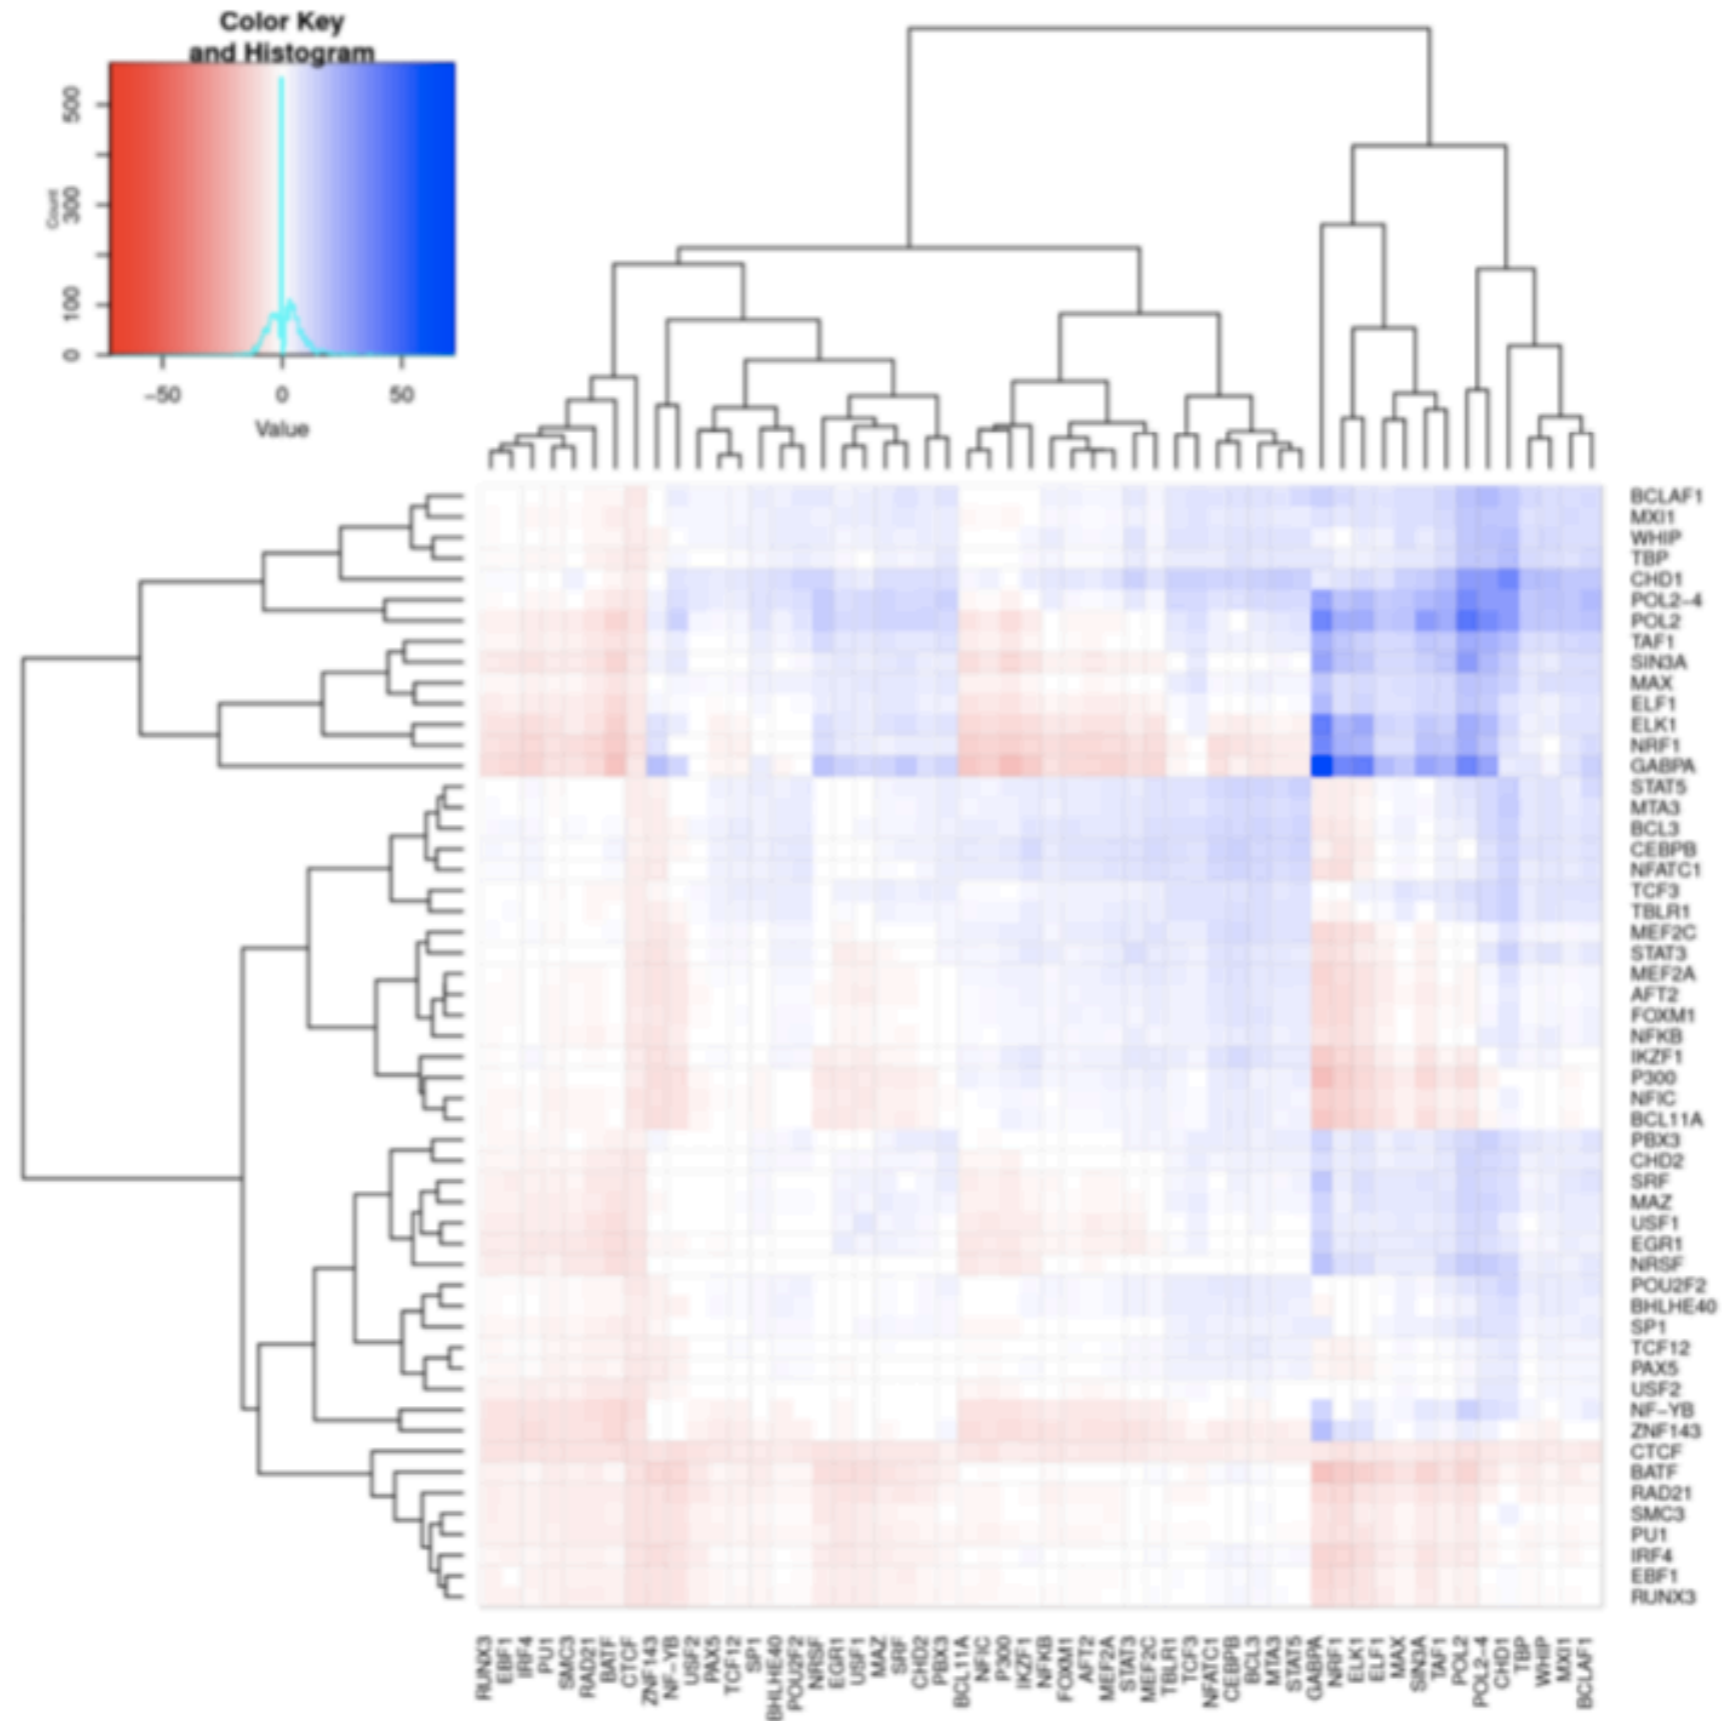 Color Key
and Histogram
Count
0
100
300
500
−50
0
50
Value
BCLAF1
MXI1
WHIP
TBP
CHD1
POL2−4
POL2
TAF1
SIN3A
MAX
ELF1
ELK1
NRF1
GABPA
STAT5
MTA3
BCL3
CEBPB
NFATC1
TCF3
TBLR1
MEF2C
STAT3
MEF2A
AFT2
FOXM1
NFKB
IKZF1
P300
NFIC
BCL11A
PBX3
CHD2
SRF
MAZ
USF1
EGR1
NRSF
POU2F2
BHLHE40
SP1
TCF12
PAX5
USF2
NF−YB
ZNF143
CTCF
BATF
RAD21
SMC3
PU1
IRF4
EBF1
RUNX3
RUNX3
EBF1
IRF4
PU1
SMC3
RAD21
BATF
CTCF
ZNF143
NF−YB
USF2
PAX5
TCF12
SP1
BHLHE40
POU2F2
NRSF
EGR1
USF1
MAZ
SRF
CHD2
PBX3
BCL11A
NFIC
P300
IKZF1
NFKB
FOXM1
AFT2
MEF2A
STAT3
MEF2C
TBLR1
TCF3
NFATC1
CEBPB
BCL3
MTA3
STAT5
GABPA
NRF1
ELK1
ELF1
MAX
SIN3A
TAF1
POL2
POL2−4
CHD1
TBP
WHIP
MXI1
BCLAF1